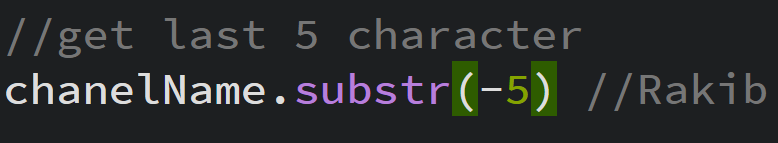 //get last 5 character
chanelName.substr(-5) //Rakib